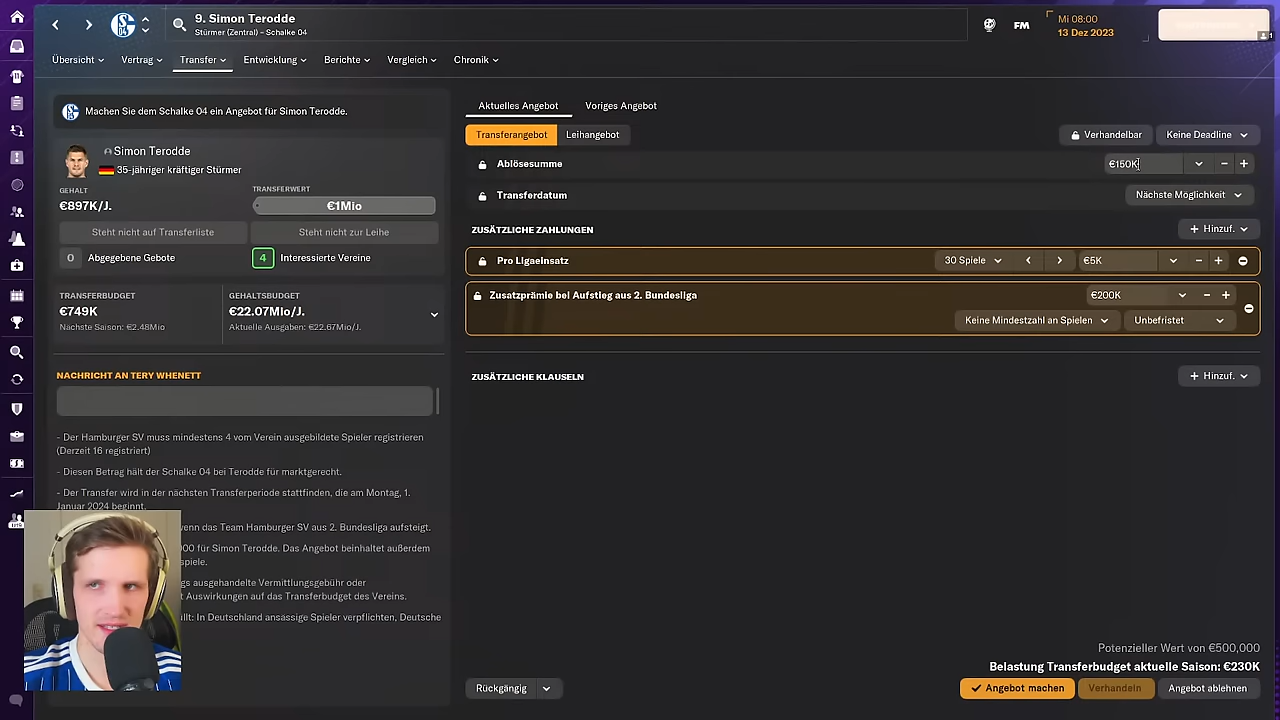 9. Simon Terodde
Stürmer (Zentral) - Schalke 04
FM
Mi 08:00
13 Dez 2023
Übersicht
Vertrag
Transfer
Entwicklung
Berichte
Vergleich
Chronik
Machen Sie dem Schalke 04 ein Angebot für Simon Terodde.
Simon Terodde
35-jähriger kräftiger Stürmer
GEHALT
TRANSFERWERT
€897K/J.
€1Mio
Steht nicht auf Transferliste
Steht nicht zur Leihe
0 Abgegebene Gebote
4 Interessierte Vereine
TRANSFERBUDGET
GEHALTSBUDGET
€749K
€22.07Mio/J.
Nächste Saison: €2.48Mio
Aktuelle Ausgaben: €22.67Mio/J.
NACHRICHT AN TERY WHENETT
- Der Hamburger SV muss mindestens 4 vom Verein ausgebildete Spieler registrieren
(Derzeit 16 registriert)
- Diesen Betrag hält der Schalke 04 bei Terodde für marktgerecht.
- Der Transfer wird in der nächsten Transferperiode stattfinden, die am Montag, 1.
Januar 2024 beginnt.
wenn das Team Hamburger SV aus 2. Bundesliga aufsteigt.
00 für Simon Terodde. Das Angebot beinhaltet außerdem
spiele.
gs ausgehandelte Vermittlungsgebühr oder
t Auswirkungen auf das Transferbudget des Vereins.
llt: In Deutschland ansässige Spieler verpflichten, Deutsche
Aktuelles Angebot
Voriges Angebot
Transferangebot
Leihangebot
Verhandelbar
Keine Deadline
Ablösesumme
€150K
Transferdatum
Nächste Möglichkeit
ZUSÄTZLICHE ZAHLUNGEN
+ Hinzuf.
Pro Ligaeinsatz
30 Spiele
€5K
Zusatzprämie bei Aufstieg aus 2. Bundesliga
€200K
Keine Mindestzahl an Spielen
Unbefristet
ZUSÄTZLICHE KLAUSELN
+ Hinzuf.
Potenzieller Wert von €500,000
Belastung Transferbudget aktuelle Saison: €230K
Rückgängig
Angebot machen
Verhandeln
Angebot ablehnen